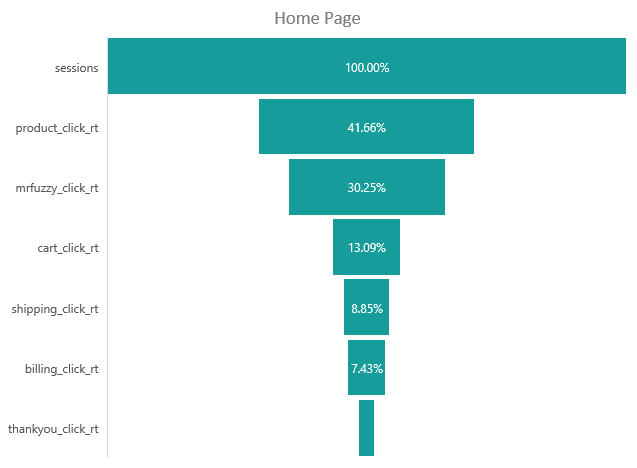 Home Page
sessions 100.00%
product_click_rt 41.66%
mrfuzzy_click_rt 30.25%
cart_click_rt 13.09%
shipping_click_rt 8.85%
billing_click_rt 7.43%
thankyou_click_rt